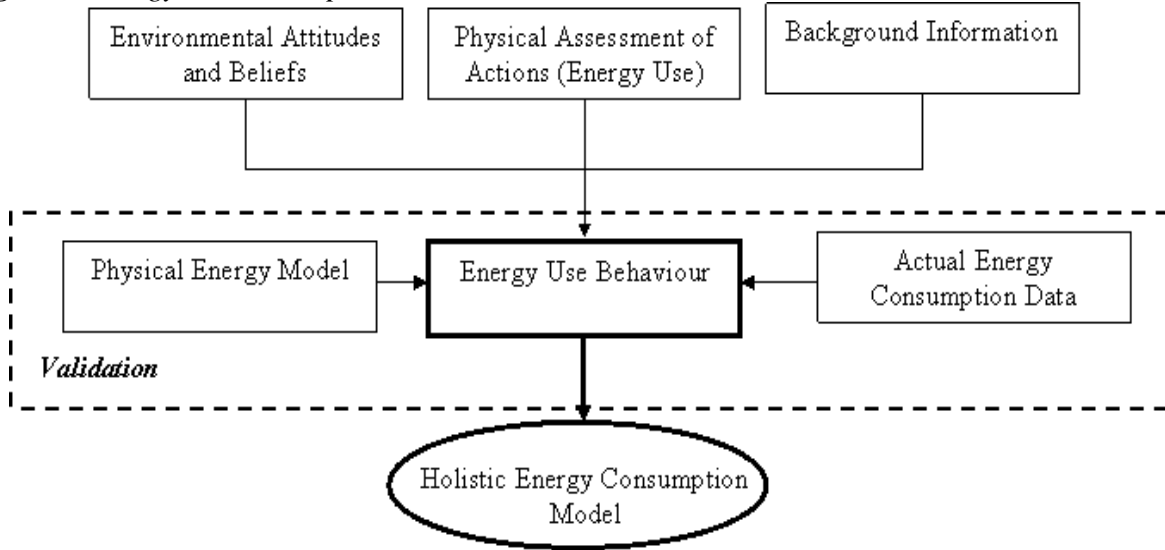 Environmental Attitudes
and Beliefs
Physical Assessment of
Actions (Energy Use)
Background Information
Physical Energy Model
Energy Use Behaviour
Actual Energy
Consumption Data
Validation
Holistic Energy Consumption
Model